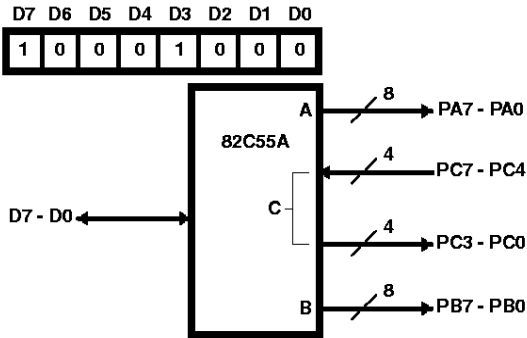 D7 D6 D5 D4 D3 D2 D1 D0
1 0 0 0 1 0 0 0
A 8 PA7 - PA0
82C55A
4 PC7 - PC4
C
D7 - D0
4 PC3 - PC0
B 8 PB7 - PB0